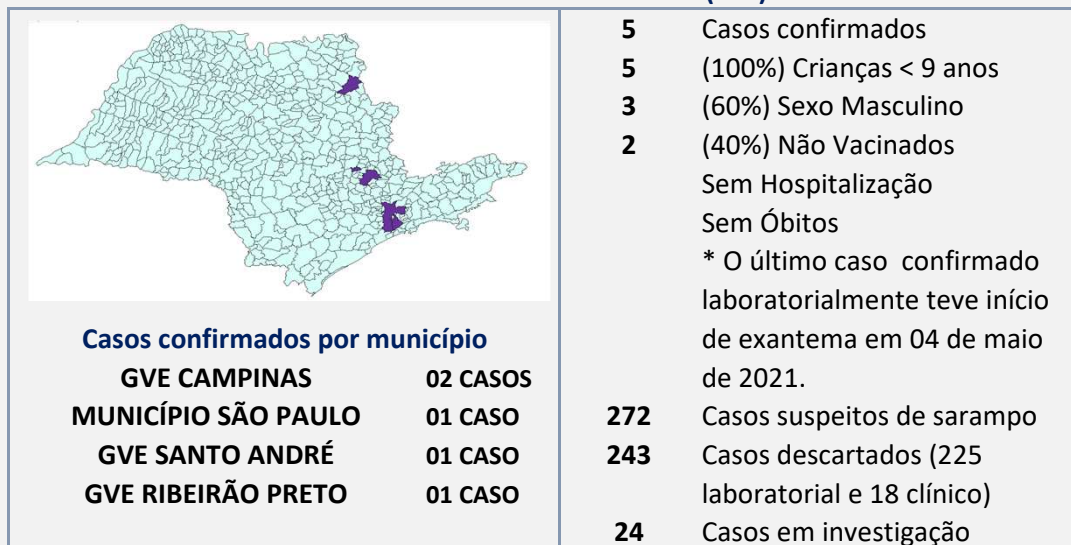 Casos confirmados por município
GVE CAMPINAS 02 CASOS
MUNICÍPIO SÃO PAULO 01 CASO
GVE SANTO ANDRÉ 01 CASO
GVE RIBEIRÃO PRETO 01 CASO
5 Casos confirmados
5 (100%) Crianças < 9 anos
3 (60%) Sexo Masculino
2 (40%) Não Vacinados
Sem Hospitalização
Sem Óbitos
* O último caso confirmado
laboratorialmente teve início
de exantema em 04 de maio
de 2021.
272 Casos suspeitos de sarampo
243 Casos descartados (225
laboratorial e 18 clínico)
24 Casos em investigação